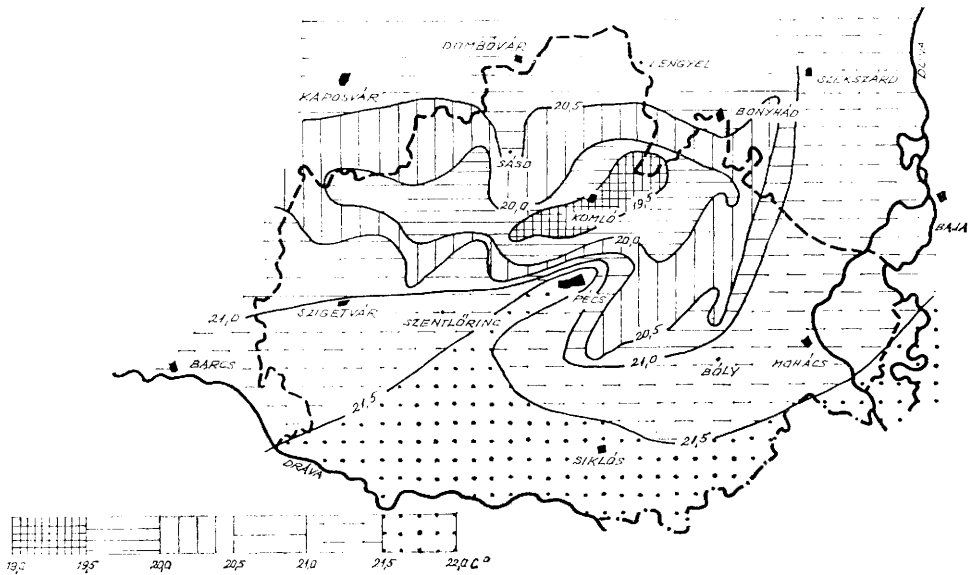 DOMBÓVÁR
LENGYEL
SZEKSZÁRD
DUNA
KAPOSVÁR
20,5
BONYHÁD
SÁSD
20,0
KOMLÓ
19,5
BAJA
20,0
PÉCS
21,0
SZIGETVÁR
SZENTLŐRINC
20,5
21,0
BÓLY
MOHÁCS
BARCS
21,5
21,5
SIKLÓS
DRÁVA
19,5
20,0
20,5
21,0
21,5
22,0 C°